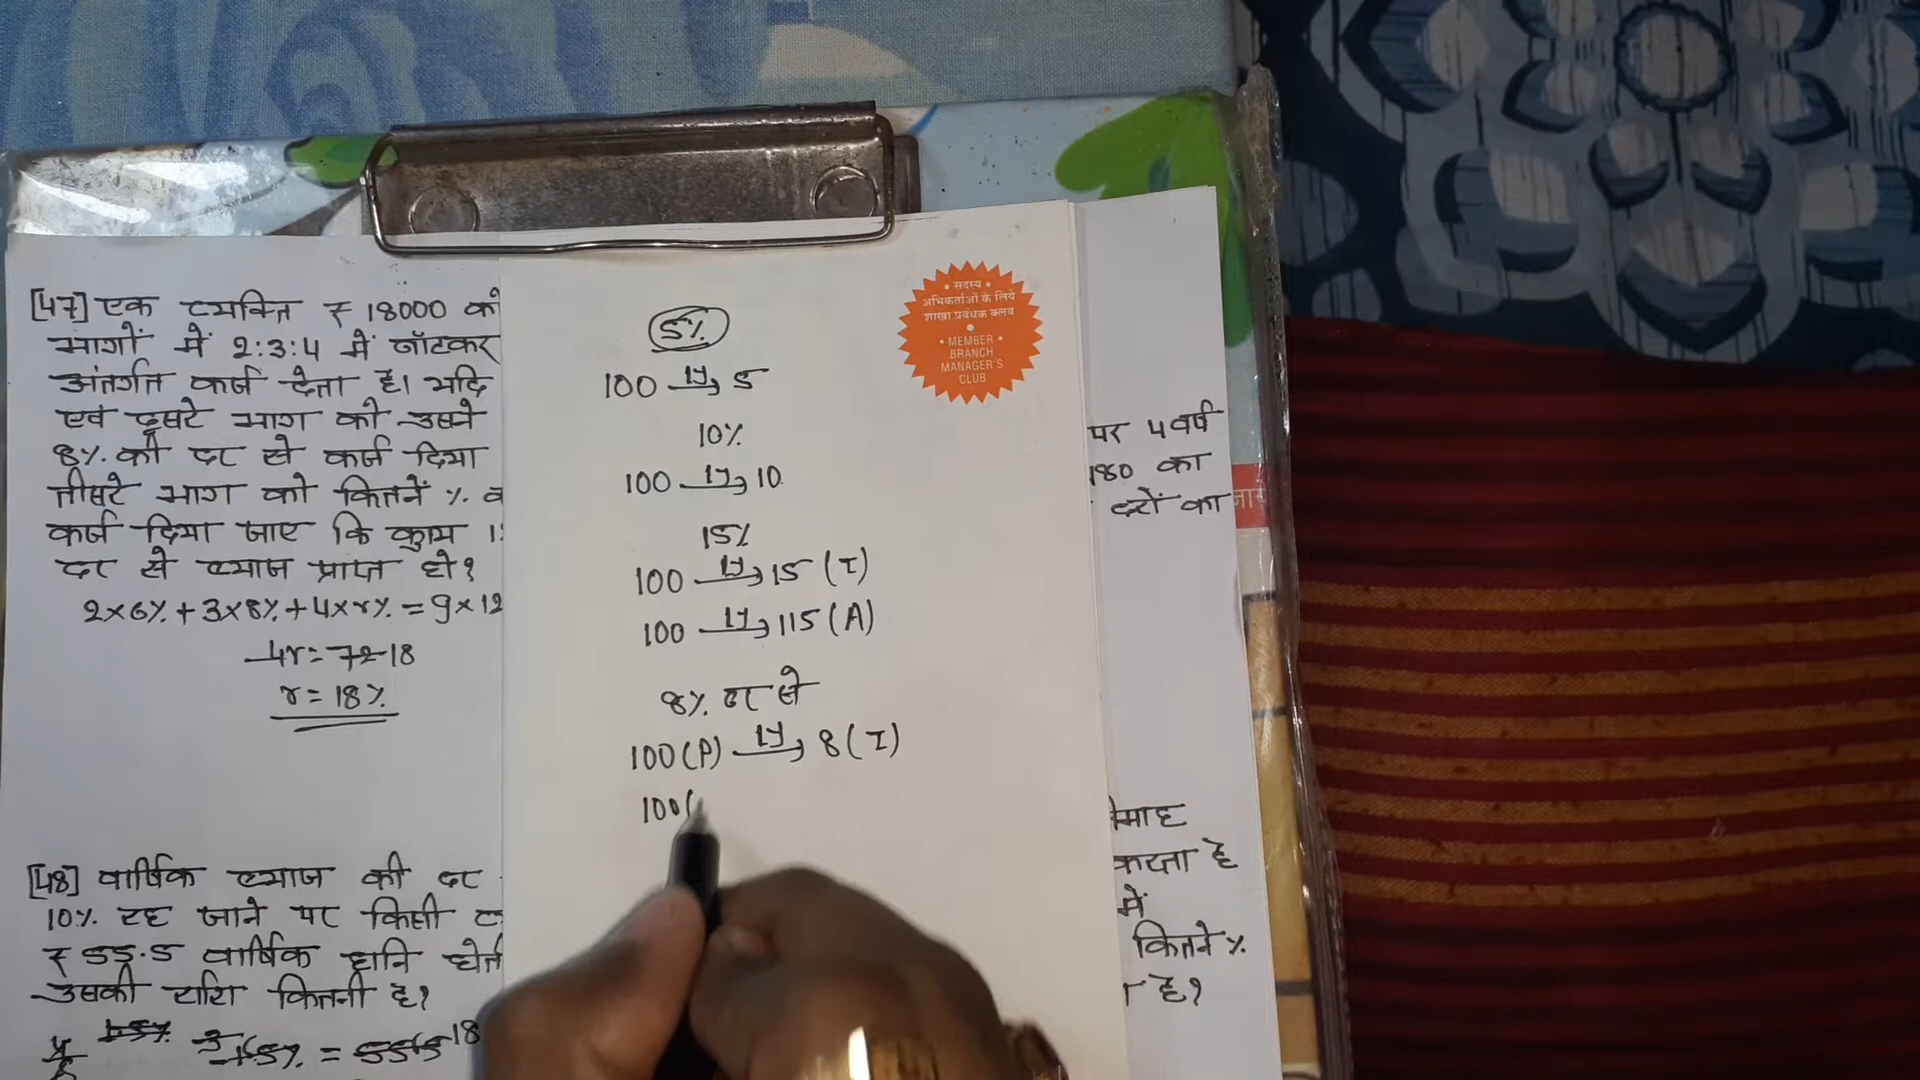 [47] एक व्यक्ति ₹ 18000 को
भागों में 2:3:4 में बाँटकर
अंतर्गत कर्ज देता है। यदि
एवं दूसरे भाग को उसने
8%. की दर से कर्ज दिया
तीसरे भाग को कितनें %
कर्ज दिया जाए कि कुल
दर से ब्याज प्राप्त हो?
2×6%+3×8%+4×r%=9×12
4r=72-18
r=18%
[48] वार्षिक ब्याज की दर
10%. रह जाने पर किसी
₹ 55.5 वार्षिक हानि होती
उसकी राशि कितनी है?
5%
100 1y 5
10%
100 1y 10
15%
100 1y 15 (I)
100 1y 115 (A)
8%. दर से
100(P) 1y 8 (I)
100(
सदस्य
अभिकर्ताओं के लिये
शाखा प्रबंधक क्लब
• MEMBER •
BRANCH
MANAGER'S
CLUB
पर 4 वर्ष
180 का
दरों का
करता है
में
कितने %
है?